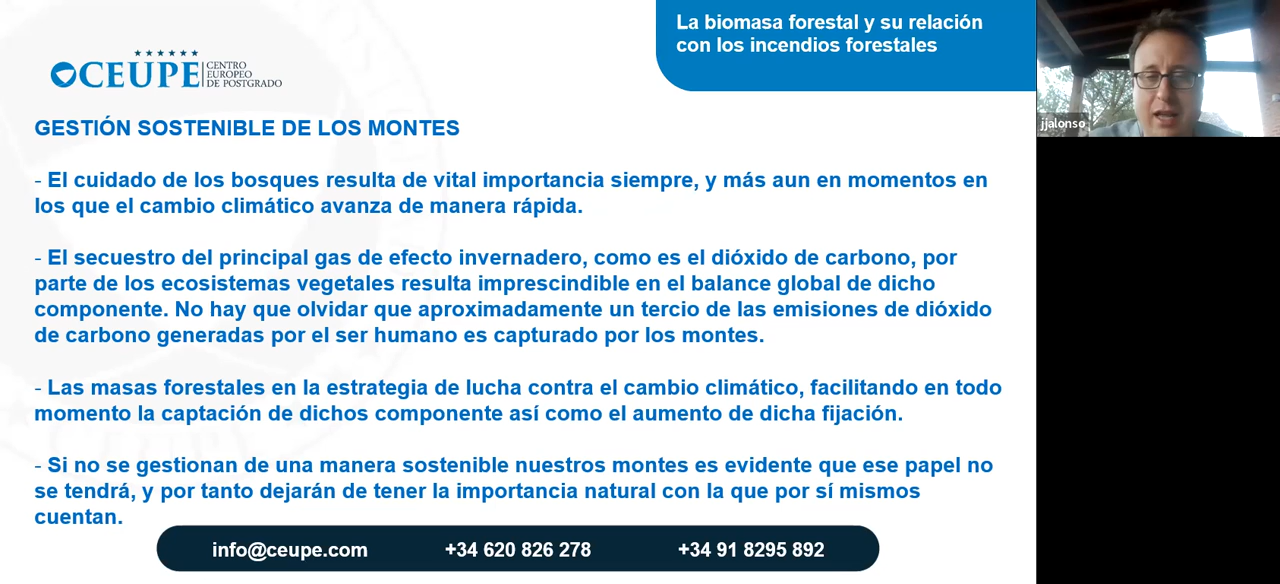 La biomasa forestal y su relación
con los incendios forestales
CEUPE
CENTRO
EUROPEO
DE POSTGRADO
jjalonso
GESTIÓN SOSTENIBLE DE LOS MONTES
- El cuidado de los bosques resulta de vital importancia siempre, y más aun en momentos en
los que el cambio climático avanza de manera rápida.
- El secuestro del principal gas de efecto invernadero, como es el dióxido de carbono, por
parte de los ecosistemas vegetales resulta imprescindible en el balance global de dicho
componente. No hay que olvidar que aproximadamente un tercio de las emisiones de dióxido
de carbono generadas por el ser humano es capturado por los montes.
- Las masas forestales en la estrategia de lucha contra el cambio climático, facilitando en todo
momento la captación de dichos componente así como el aumento de dicha fijación.
- Si no se gestionan de una manera sostenible nuestros montes es evidente que ese papel no
se tendrá, y por tanto dejarán de tener la importancia natural con la que por sí mismos
cuentan.
info@ceupe.com +34 620 826 278 +34 91 8295 892